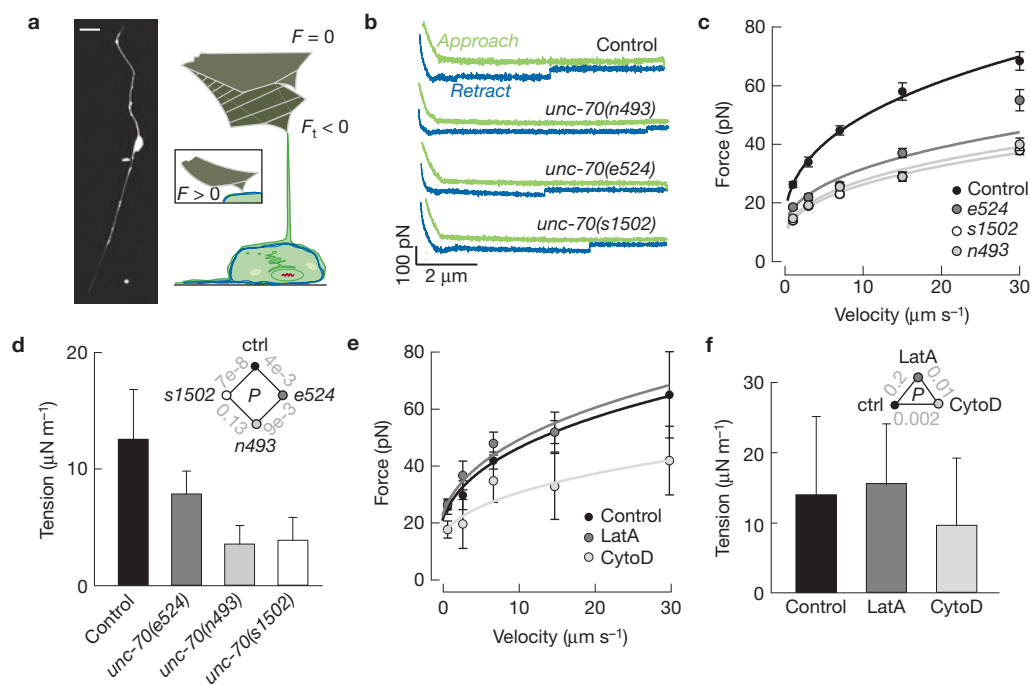 a
F = 0
Ft < 0
F > 0
b
Approach
Control
Retract
unc-70(n493)
unc-70(e524)
unc-70(s1502)
100 pN
2 μm
c
80
60
40
20
0
Force (pN)
Control
e524
s1502
n493
0 10 20 30
Velocity (μm s⁻¹)
d
20
10
0
Tension (μN m⁻¹)
ctrl
7e-8 4e-3
s1502 P e524
0.13 9e-3
n493
Control
unc-70(e524)
unc-70(n493)
unc-70(s1502)
e
80
60
40
20
0
Force (pN)
Control
LatA
CytoD
0 10 20 30
Velocity (μm s⁻¹)
f
30
20
10
0
Tension (μN m⁻¹)
LatA
0.2 0.01
ctrl P CytoD
0.002
Control LatA CytoD